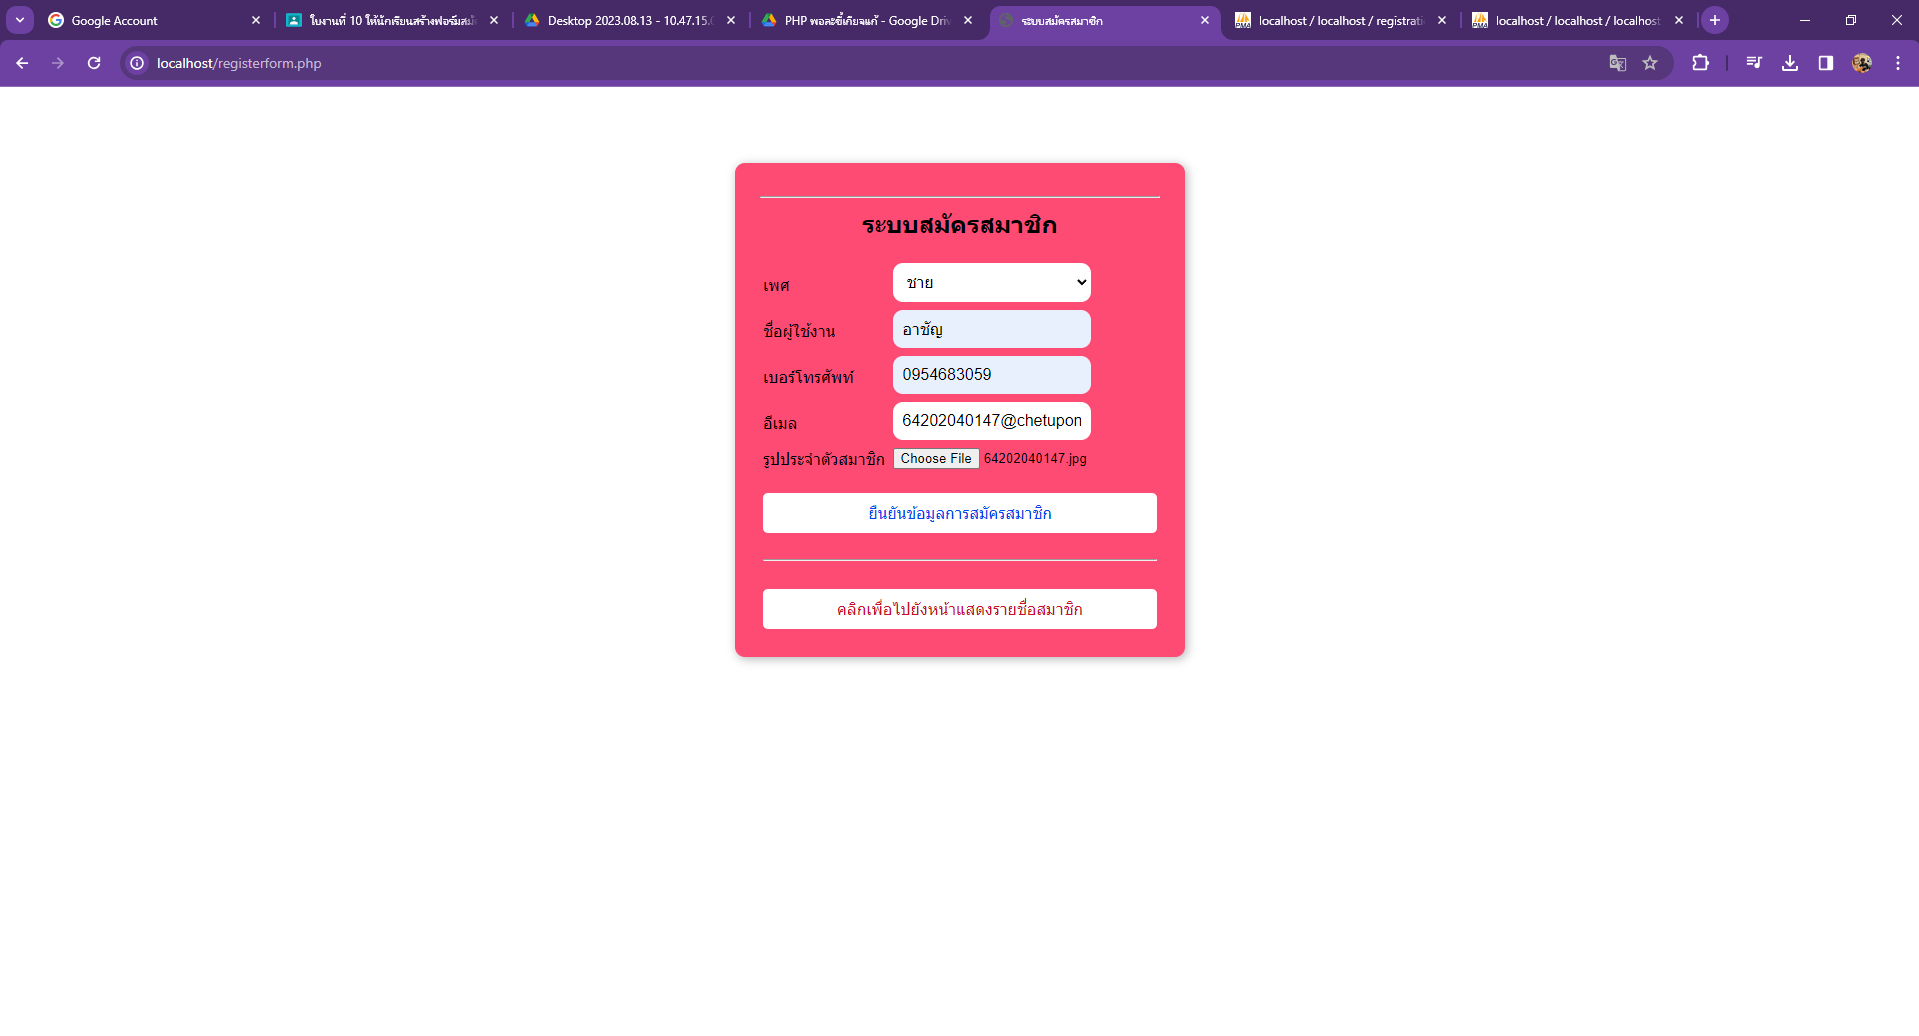 Google Account
ใบงานที่ 10 ให้นักเรียนสร้างฟอร์มสมัค
Desktop 2023.08.13 - 10.47.15.0
PHP พอละขี้เกียจแก้ - Google Driv
ระบบสมัครสมาชิก
localhost / localhost / registrati
localhost / localhost / localhost
localhost/registerform.php
ระบบสมัครสมาชิก
เพศ ชาย
ชื่อผู้ใช้งาน อาชัญ
เบอร์โทรศัพท์ 0954683059
อีเมล 64202040147@chetupon
รูปประจำตัวสมาชิก Choose File 64202040147.jpg
ยืนยันข้อมูลการสมัครสมาชิก
คลิกเพื่อไปยังหน้าแสดงรายชื่อสมาชิก